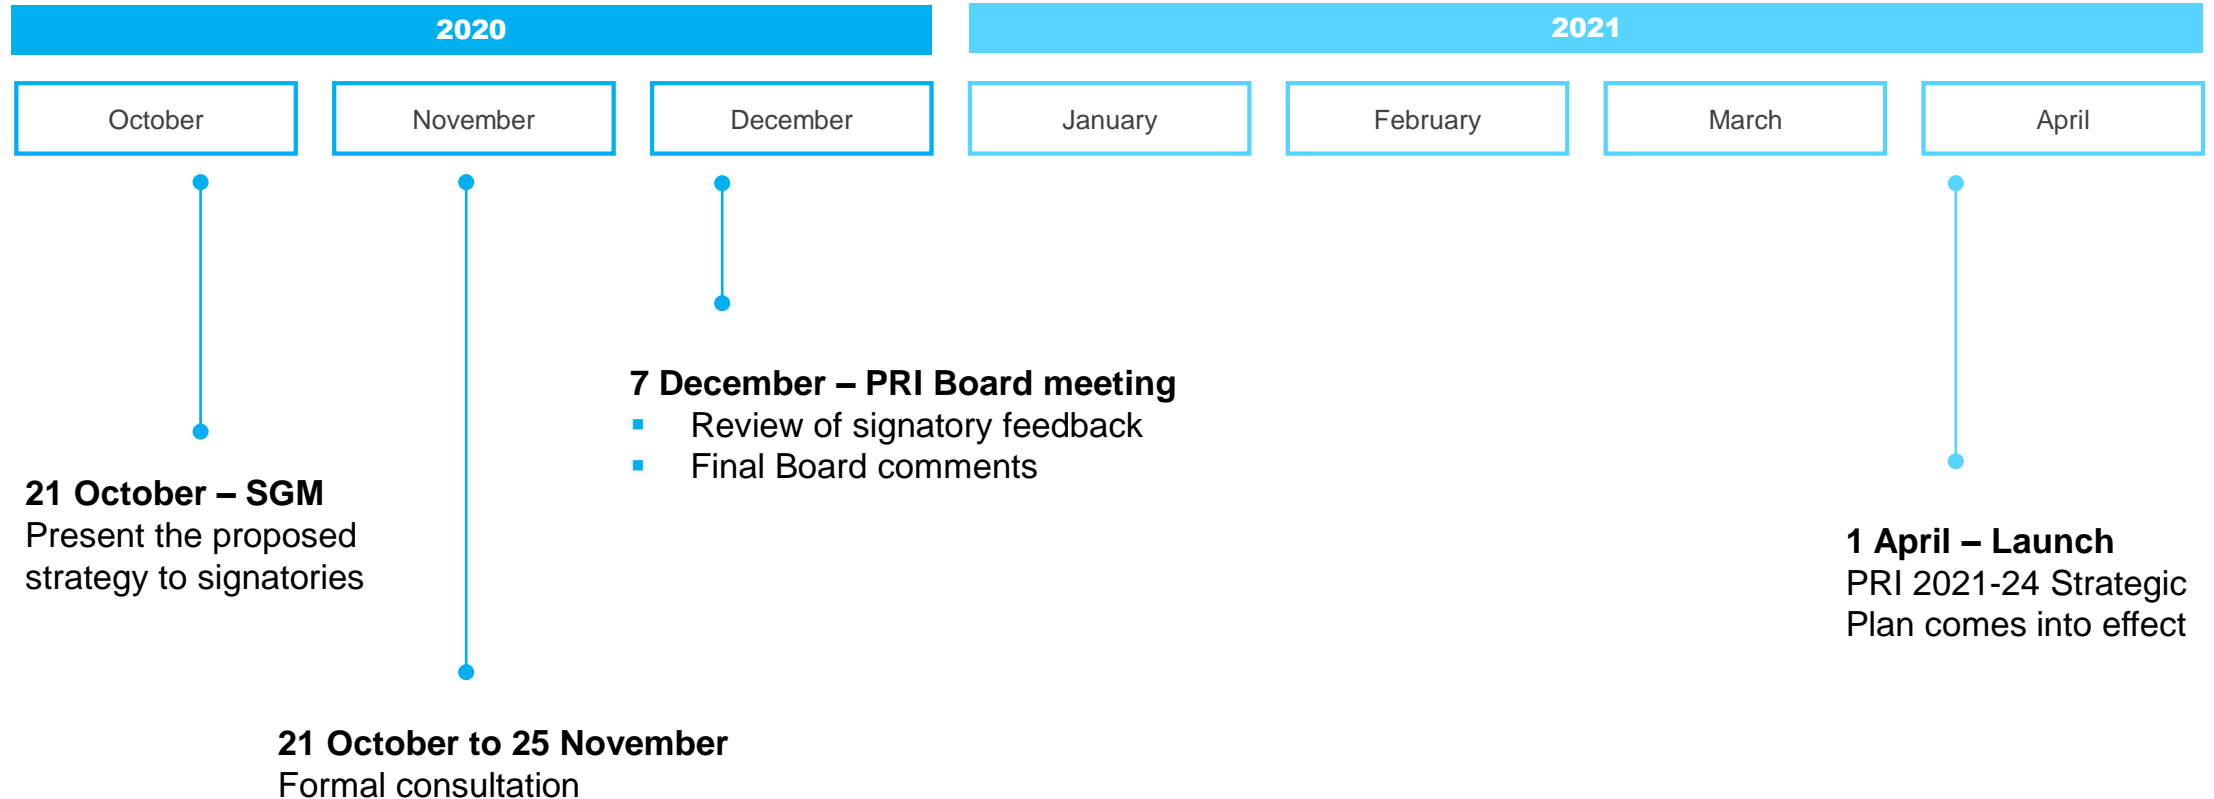 2020
2021
October
November
December
January
February
March
April
7 December – PRI Board meeting
▪ Review of signatory feedback
▪ Final Board comments
21 October – SGM
Present the proposed
strategy to signatories
1 April – Launch
PRI 2021-24 Strategic
Plan comes into effect
21 October to 25 November
Formal consultation